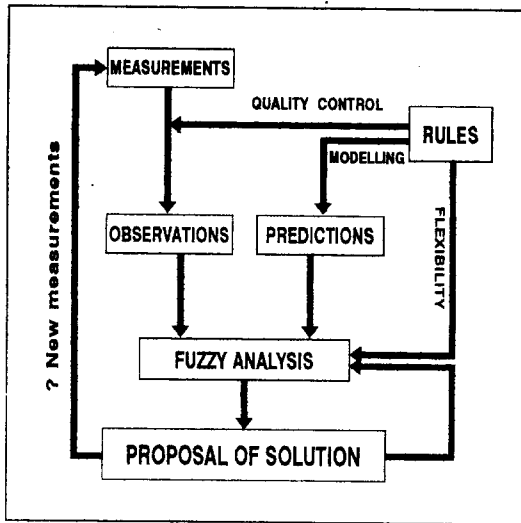 MEASUREMENTS
QUALITY CONTROL
RULES
MODELLING
? New measurements
OBSERVATIONS
PREDICTIONS
FLEXIBILITY
FUZZY ANALYSIS
PROPOSAL OF SOLUTION